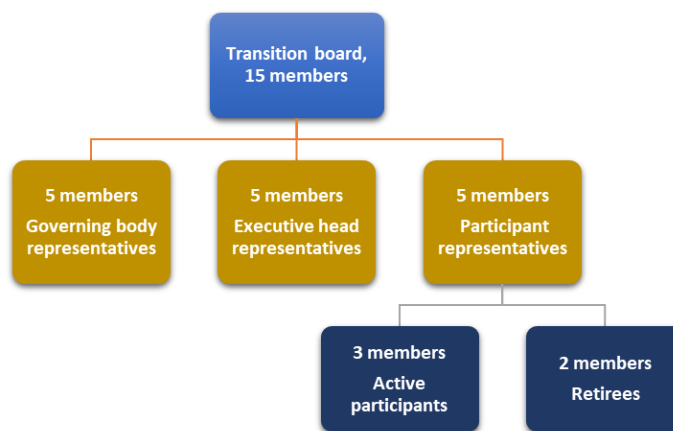 Transition board,
15 members
5 members
Governing body
representatives
5 members
Executive head
representatives
5 members
Participant
representatives
3 members
Active
participants
2 members
Retirees